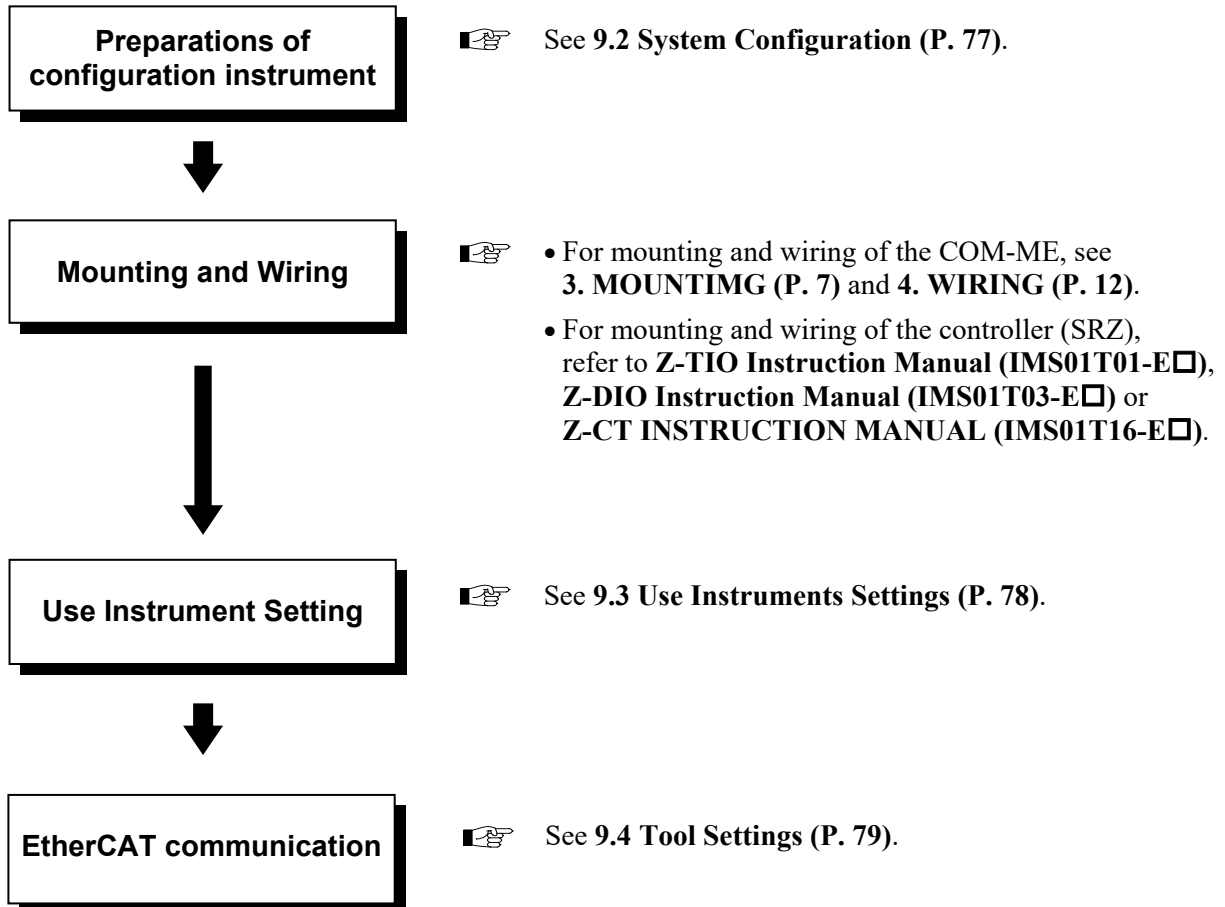 Preparations of
configuration instrument
See 9.2 System Configuration (P. 77).
Mounting and Wiring
• For mounting and wiring of the COM-ME, see
3. MOUNTIMG (P. 7) and 4. WIRING (P. 12).
• For mounting and wiring of the controller (SRZ),
refer to Z-TIO Instruction Manual (IMS01T01-E□),
Z-DIO Instruction Manual (IMS01T03-E□) or
Z-CT INSTRUCTION MANUAL (IMS01T16-E□).
Use Instrument Setting
See 9.3 Use Instruments Settings (P. 78).
EtherCAT communication
See 9.4 Tool Settings (P. 79).